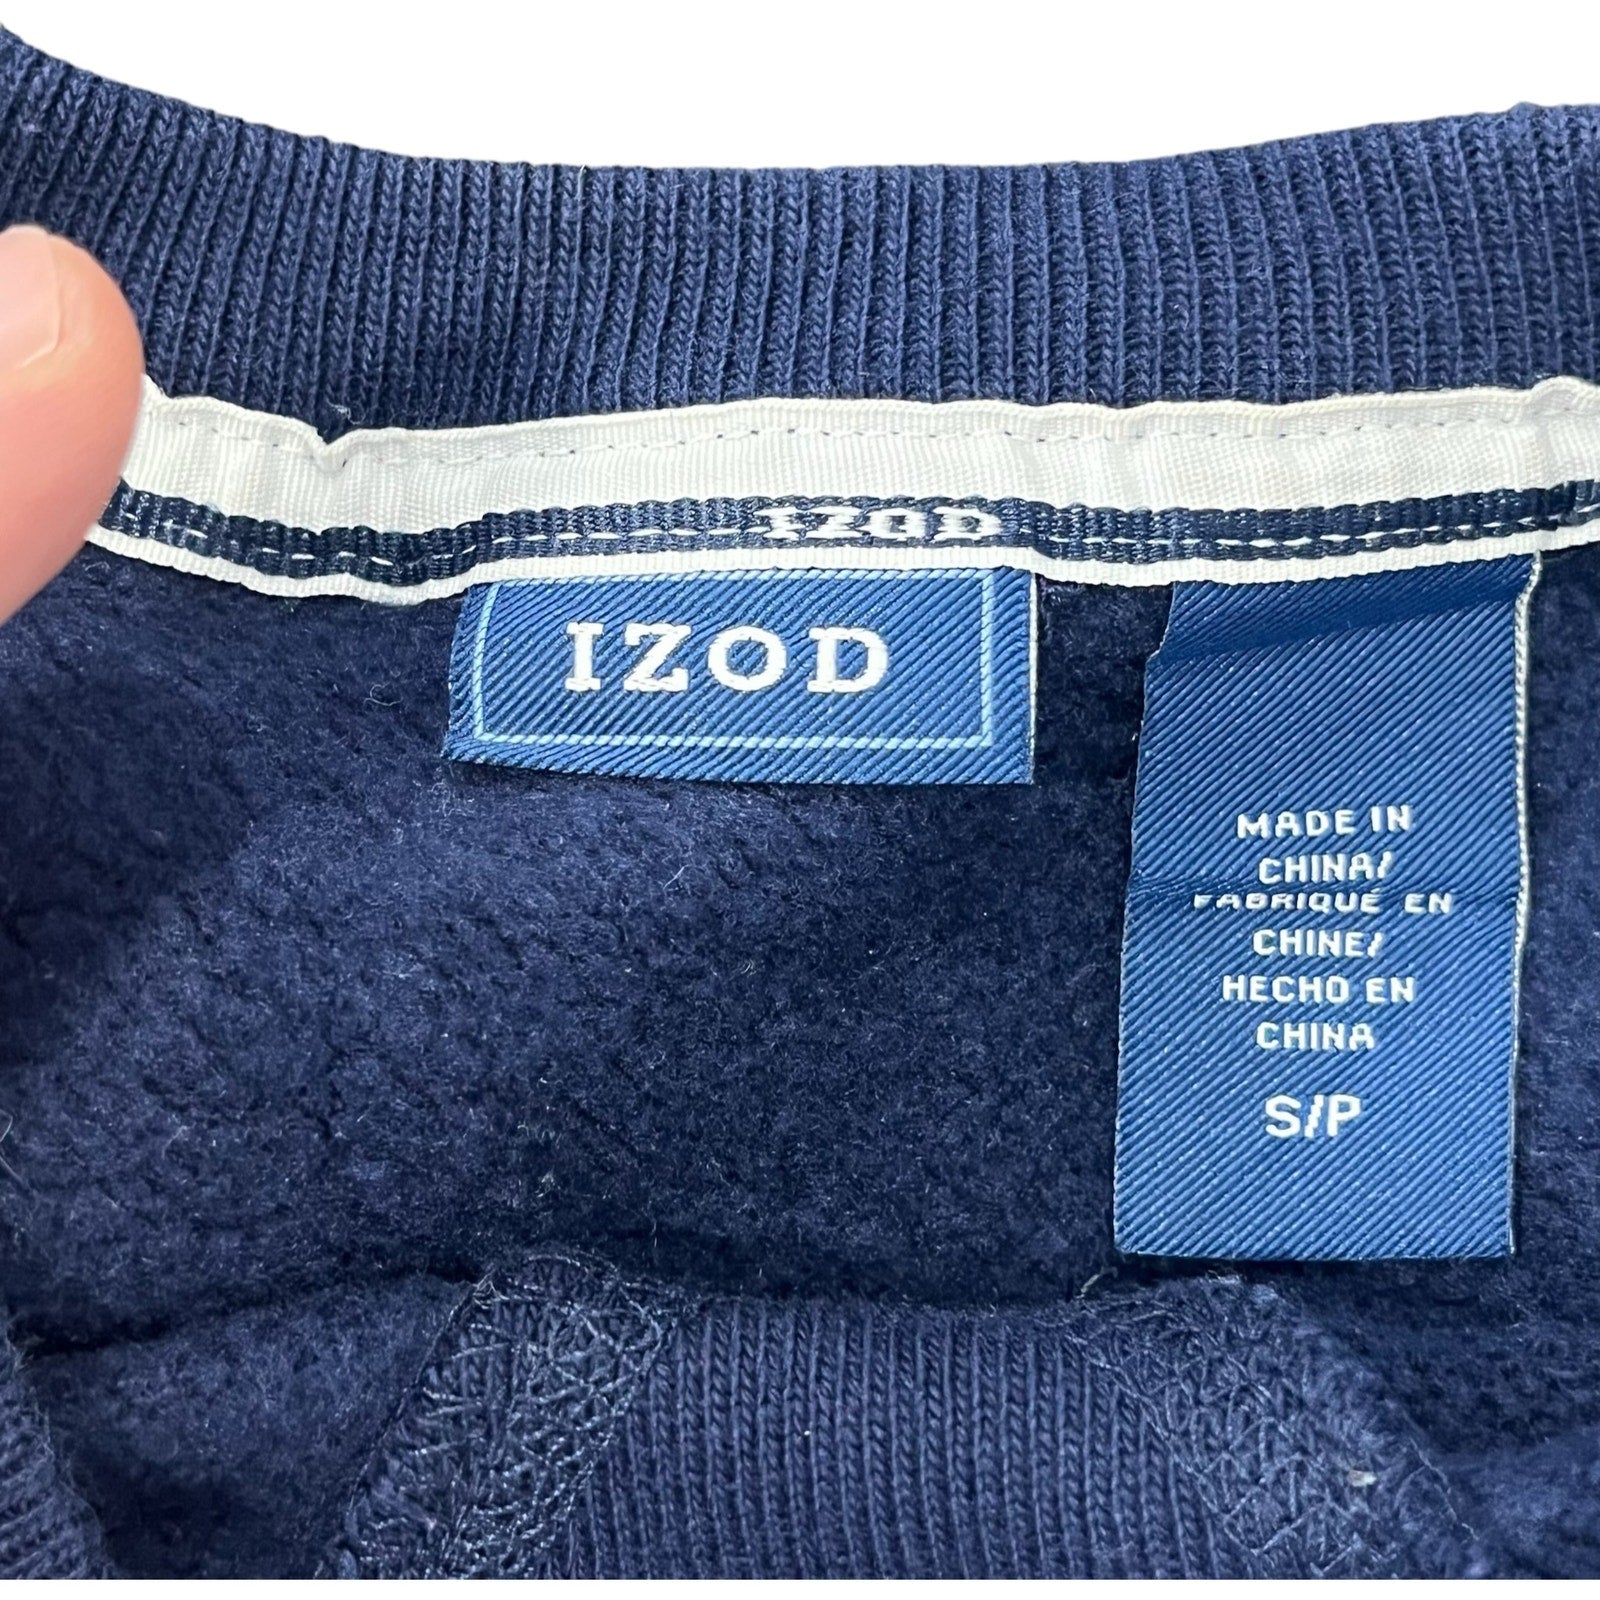 IZOD
IZOD
MADE IN
CHINA/
FABRIQUÉ EN
CHINE/
HECHO EN
CHINA
S/P